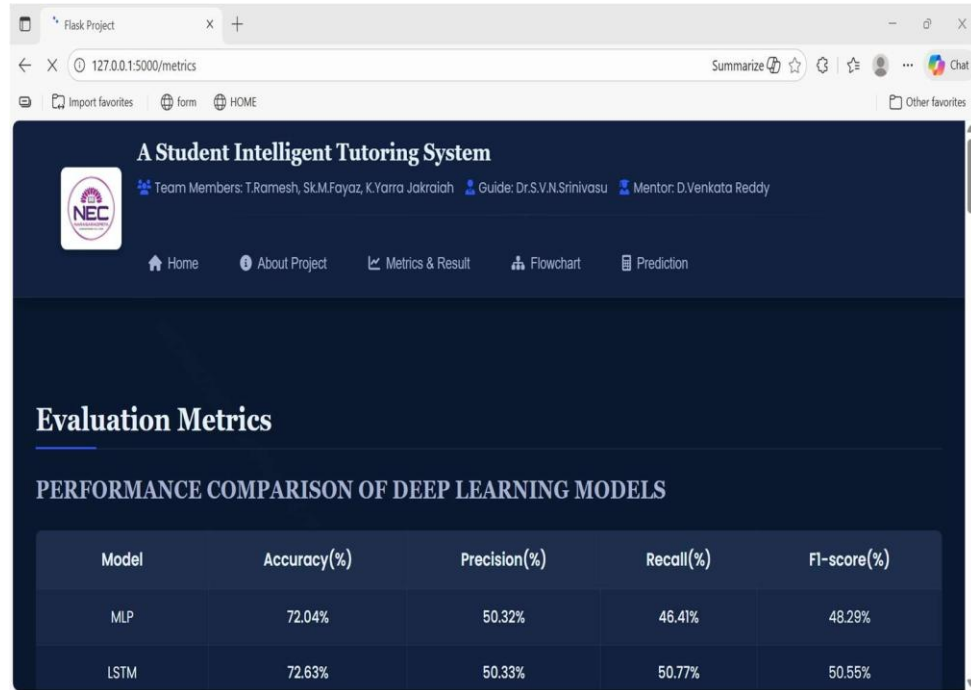 Flask Project
127.0.0.1:5000/metrics
Summarize
Chat
Import favorites form HOME
Other favorites
A Student Intelligent Tutoring System
Team Members: T.Ramesh, Sk.M.Fayaz, K.Yarra Jakraiah Guide: Dr.S.V.N.Srinivasu Mentor: D.Venkata Reddy
NEC
Home About Project Metrics & Result Flowchart Prediction
Evaluation Metrics
PERFORMANCE COMPARISON OF DEEP LEARNING MODELS
Model Accuracy(%) Precision(%) Recall(%) F1-score(%)
MLP 72.04% 50.32% 46.41% 48.29%
LSTM 72.63% 50.33% 50.77% 50.55%